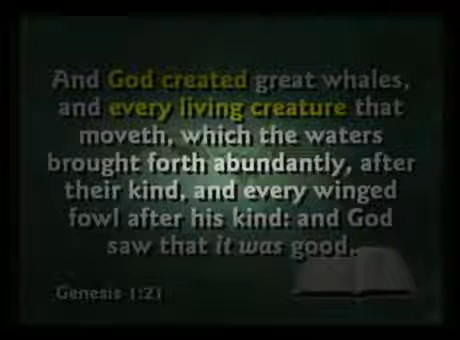 And God created great whales,
and every living creature that
moveth, which the waters
brought forth abundantly, after
their kind, and every winged
fowl after his kind: and God
saw that it was good.
Genesis 1:21